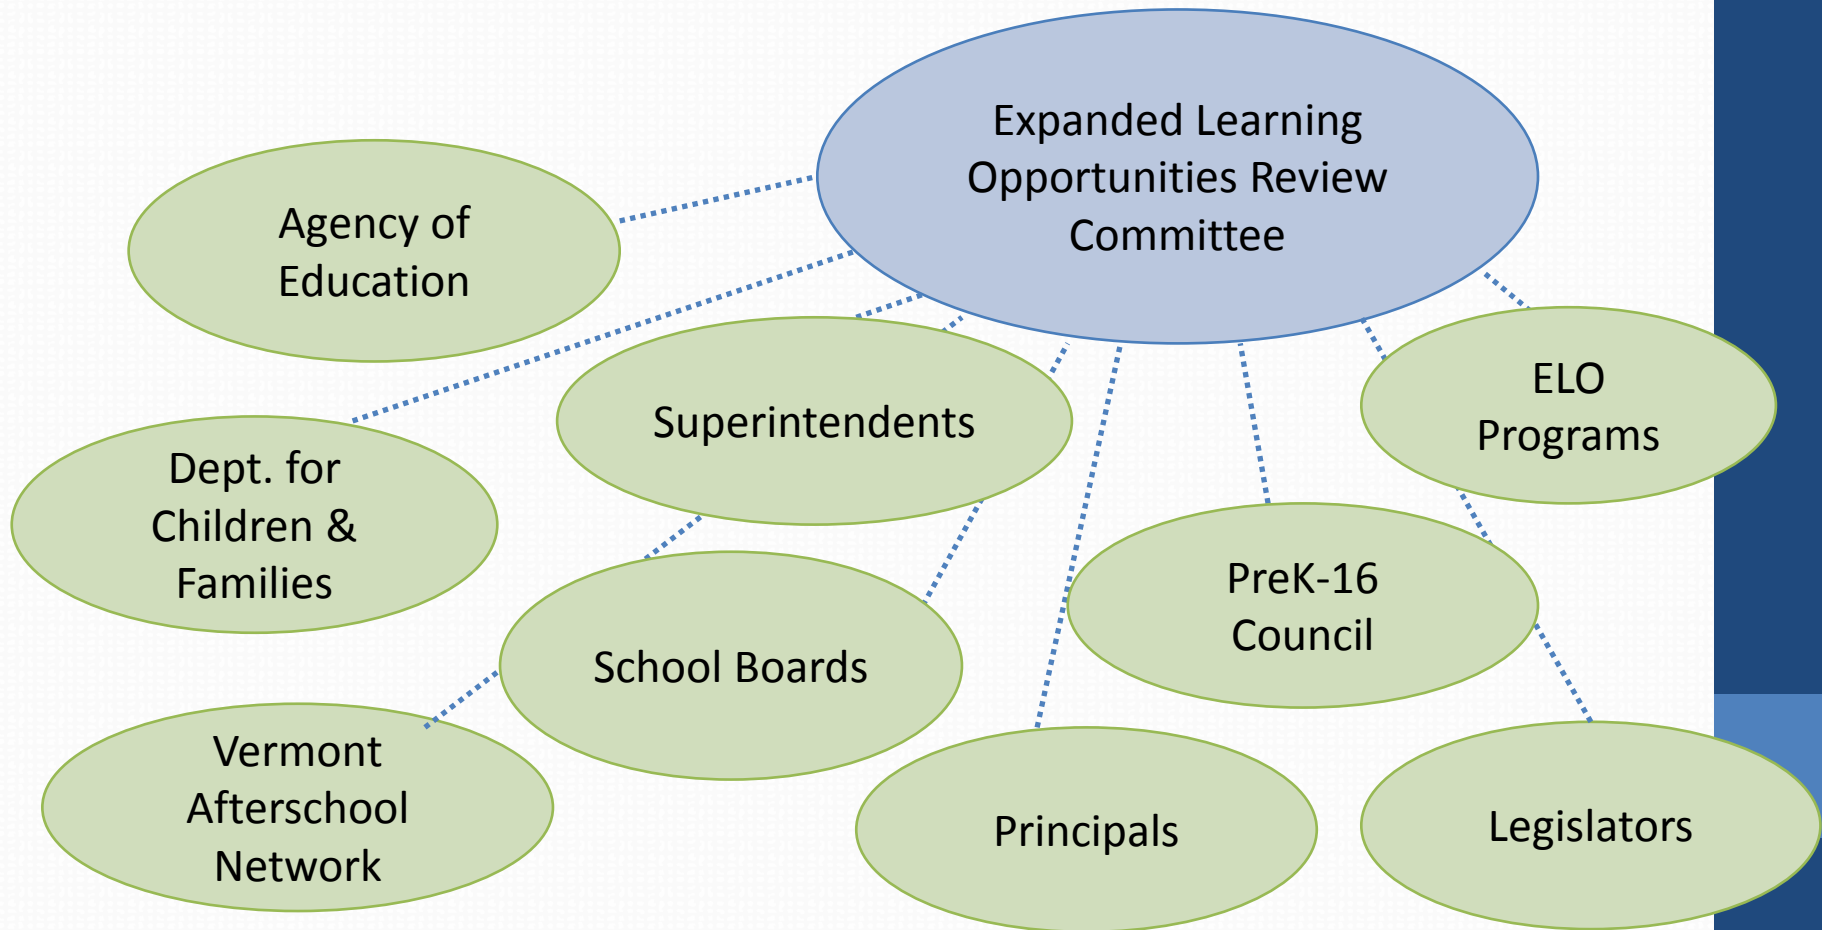 Expanded Learning
Opportunities Review
Committee
Agency of
Education
Superintendents
ELO
Programs
Dept. for
Children &
Families
PreK-16
Council
School Boards
Vermont
Afterschool
Network
Principals
Legislators